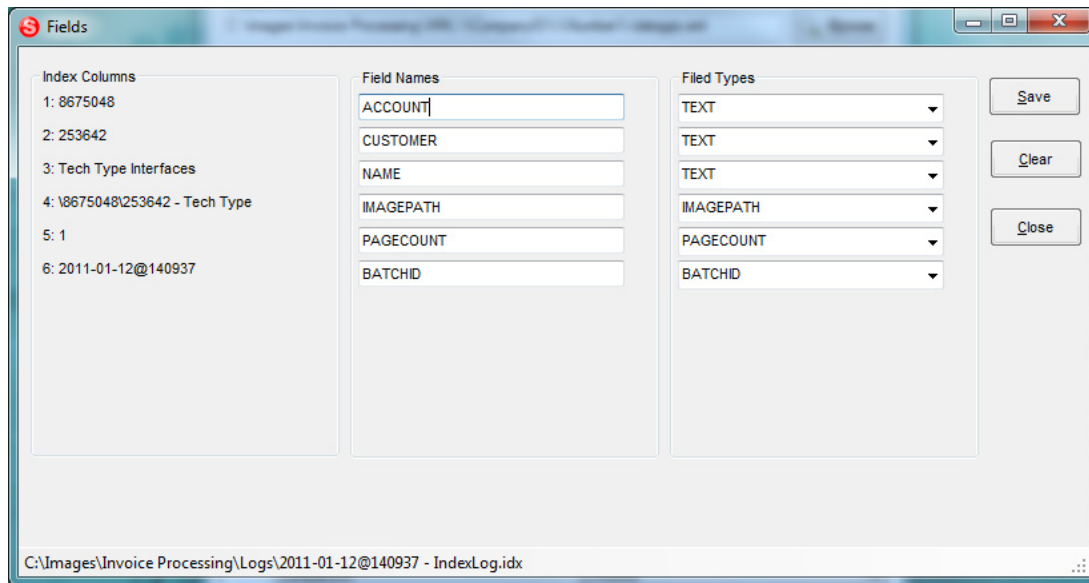 Fields
Index Columns
1: 8675048
2: 253642
3: Tech Type Interfaces
4: \8675048\253642 - Tech Type
5: 1
6: 2011-01-12@140937
Field Names
ACCOUNT
CUSTOMER
NAME
IMAGEPATH
PAGECOUNT
BATCHID
Filed Types
TEXT
TEXT
TEXT
IMAGEPATH
PAGECOUNT
BATCHID
Save
Clear
Close
C:\Images\Invoice Processing\Logs\2011-01-12@140937 - IndexLog.idx